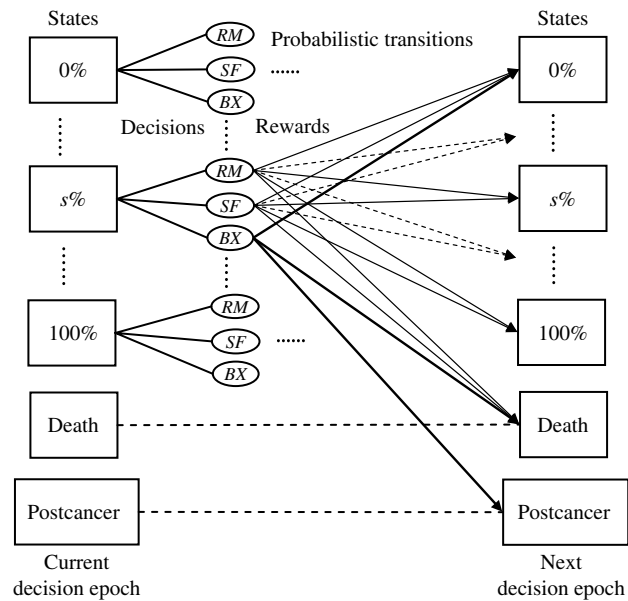 States
States
RM
Probabilistic transitions
0%
SF
......
0%
BX
Decisions
Rewards
RM
s%
SF
s%
BX
RM
100%
SF
......
100%
BX
Death
Death
Postcancer
Postcancer
Current
decision epoch
Next
decision epoch